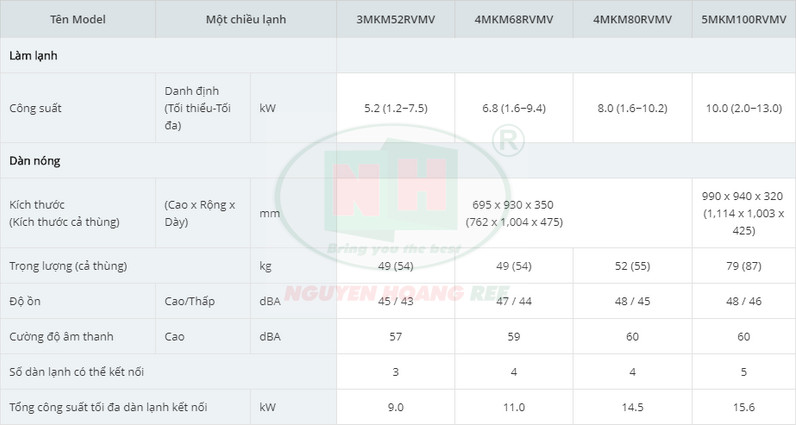 Tên Model Một chiều lạnh 3MKM52RVMV 4MKM68RVMV 4MKM80RVMV 5MKM100RVMV
Làm lạnh
Công suất Danh định (Tối thiểu-Tối đa) kW 5.2 (1.2~7.5) 6.8 (1.6~9.4) 8.0 (1.6~10.2) 10.0 (2.0~13.0)
Dàn nóng
Kích thước (Kích thước cả thùng) (Cao x Rộng x Dày) mm 695 x 930 x 350 (762 x 1,004 x 475) 990 x 940 x 320 (1,114 x 1,003 x 425)
Trọng lượng (cả thùng) kg 49 (54) 49 (54) 52 (55) 79 (87)
Độ ồn Cao/Thấp dBA 45 / 43 47 / 44 48 / 45 48 / 46
Cường độ âm thanh Cao dBA 57 59 60 60
Số dàn lạnh có thể kết nối 3 4 4 5
Tổng công suất tối đa dàn lạnh kết nối kW 9.0 11.0 14.5 15.6
NH ®
Bring you the best
NGUYEN HOANG REE